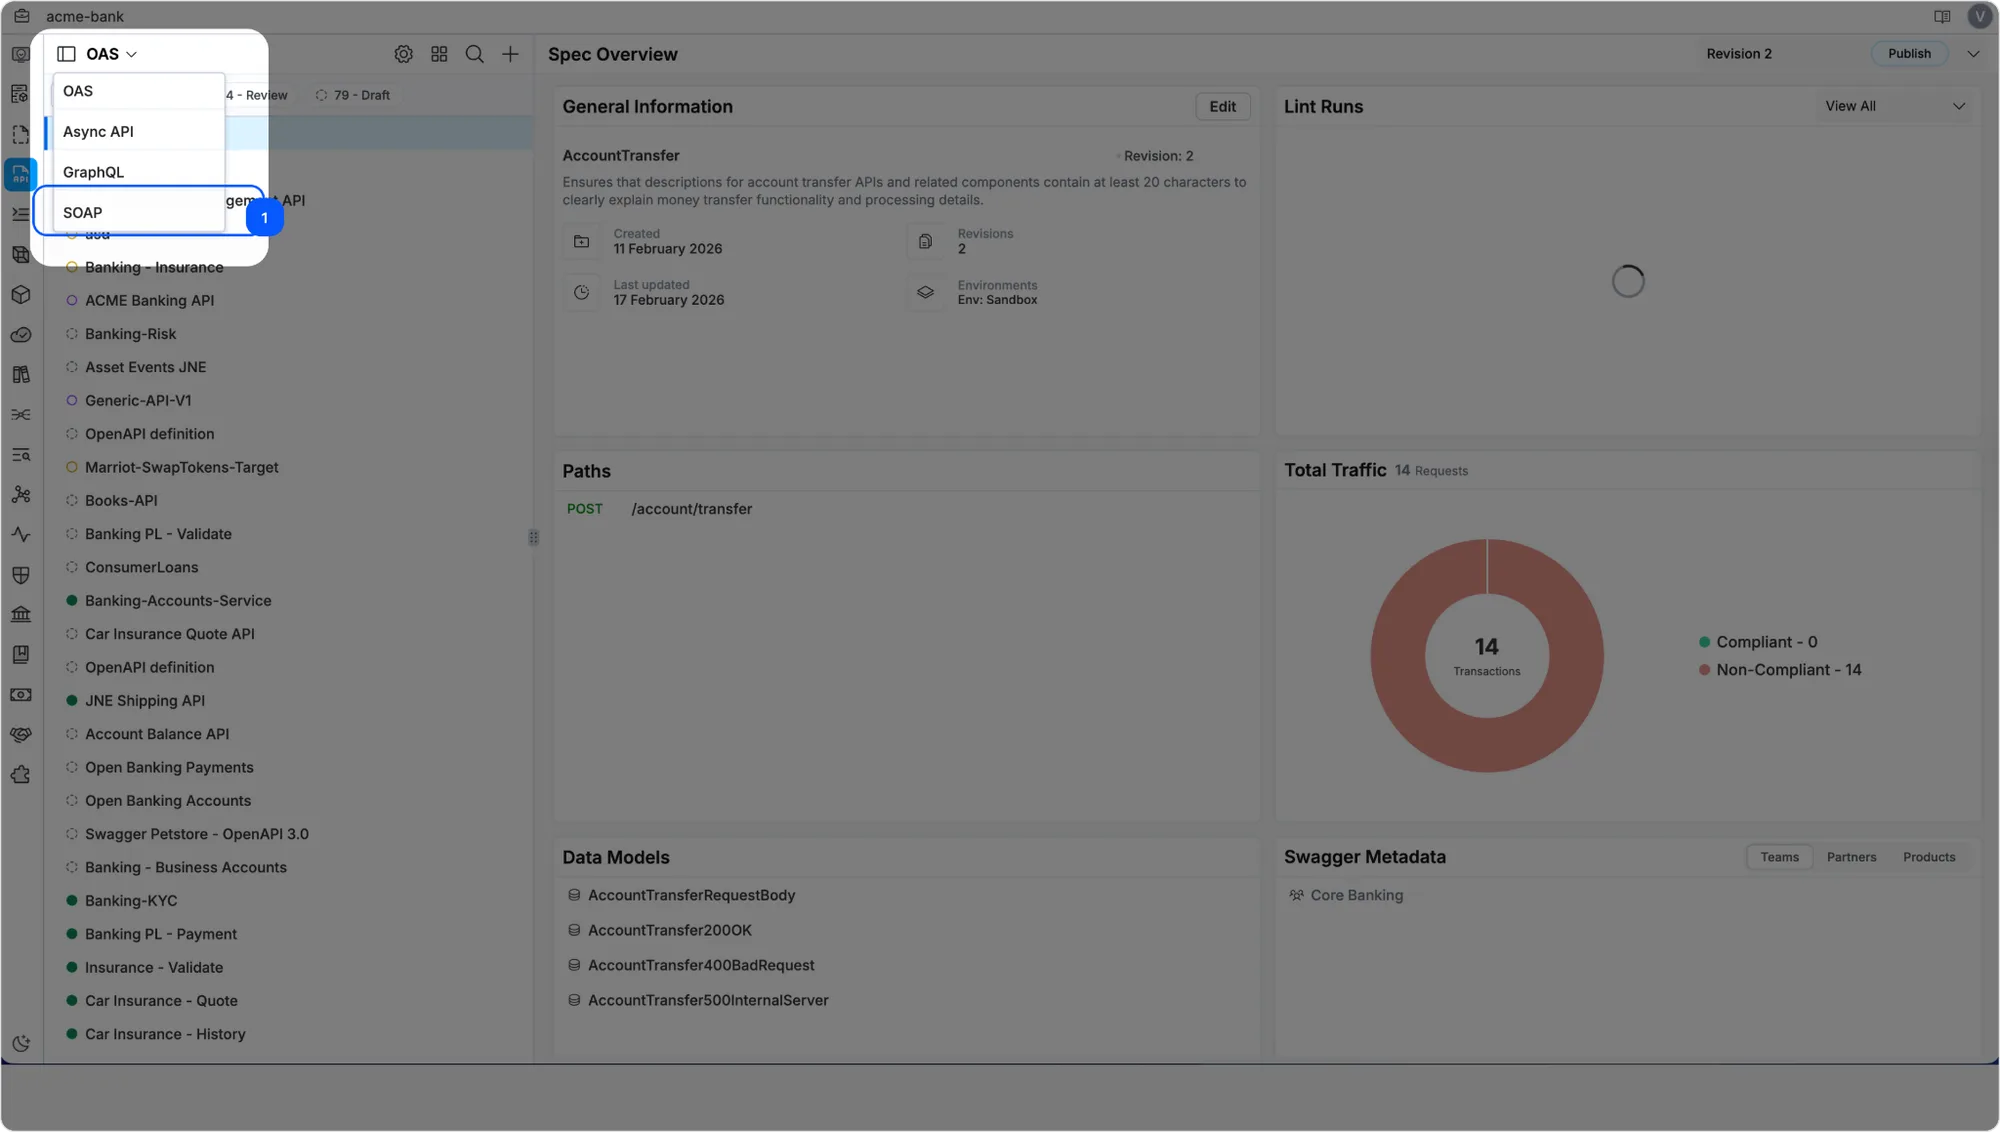 acme-bank
V
OAS
Spec Overview
Revision 2
Publish
OAS
Async API
GraphQL
SOAP
1
4 - Review
79 - Draft
API
API
Banking - Insurance
ACME Banking API
Banking-Risk
Asset Events JNE
Generic-API-V1
OpenAPI definition
Marriot-SwapTokens-Target
Books-API
Banking PL - Validate
ConsumerLoans
Banking-Accounts-Service
Car Insurance Quote API
OpenAPI definition
JNE Shipping API
Account Balance API
Open Banking Payments
Open Banking Accounts
Swagger Petstore - OpenAPI 3.0
Banking - Business Accounts
Banking-KYC
Banking PL - Payment
Insurance - Validate
Car Insurance - Quote
Car Insurance - History
General Information
Edit
AccountTransfer
Revision: 2
Ensures that descriptions for account transfer APIs and related components contain at least 20 characters to
clearly explain money transfer functionality and processing details.
Created
11 February 2026
Revisions
2
Last updated
17 February 2026
Environments
Env: Sandbox
Lint Runs
View All
Paths
POST /account/transfer
Total Traffic 14 Requests
14
Transactions
Compliant - 0
Non-Compliant - 14
Data Models
AccountTransferRequestBody
AccountTransfer200OK
AccountTransfer400BadRequest
AccountTransfer500InternalServer
Swagger Metadata
Teams
Partners
Products
Core Banking